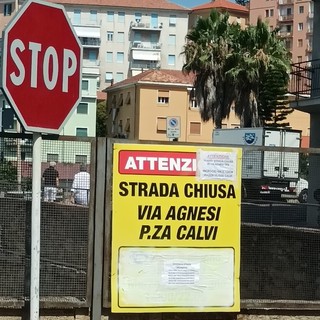 STOP
ATTENZI
STRADA CHIUSA
VIA AGNESI
P.ZA CALVI